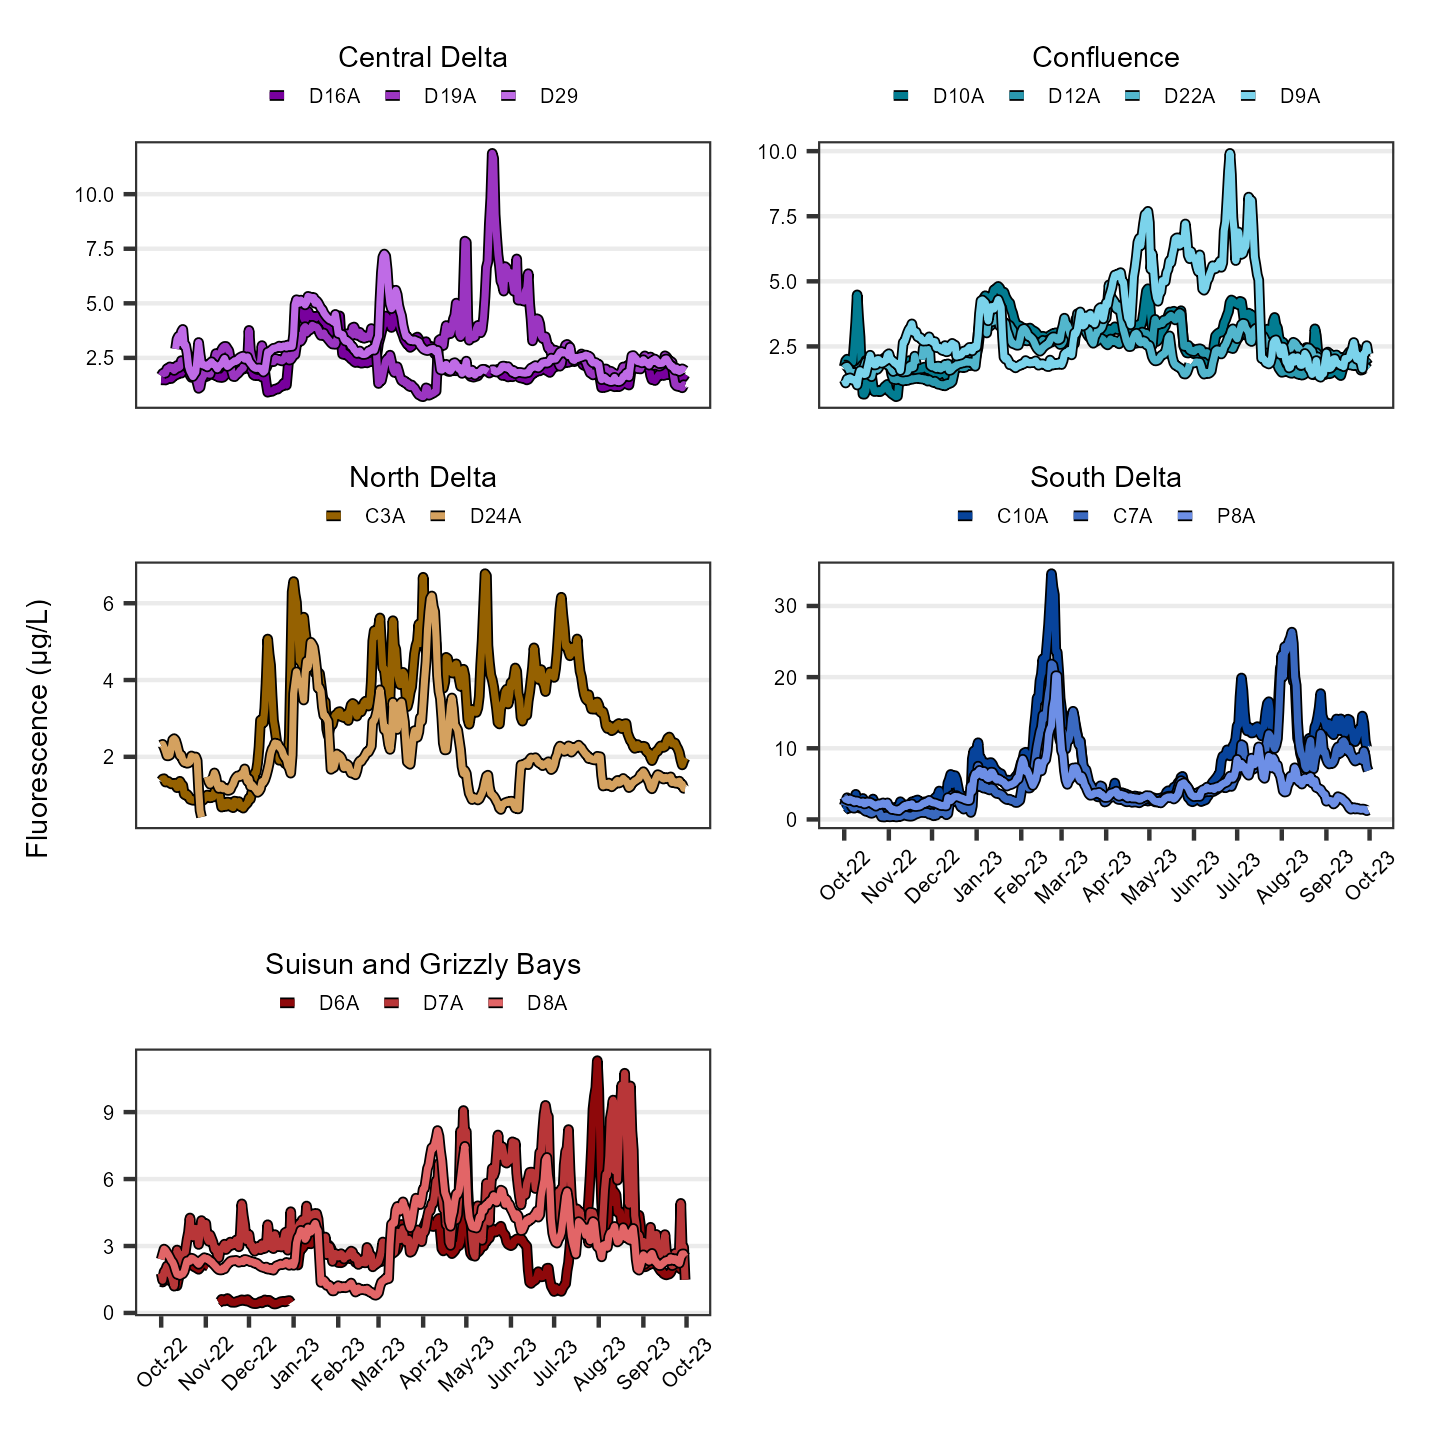 Central Delta
D16A D19A D29
10.0
7.5
5.0
2.5
Confluence
D10A D12A D22A D9A
10.0
7.5
5.0
2.5
North Delta
C3A D24A
6
4
2
South Delta
C10A C7A P8A
30
20
10
0
Oct-22 Nov-22 Dec-22 Jan-23 Feb-23 Mar-23 Apr-23 May-23 Jun-23 Jul-23 Aug-23 Sep-23 Oct-23
Fluorescence (µg/L)
Suisun and Grizzly Bays
D6A D7A D8A
9
6
3
0
Oct-22 Nov-22 Dec-22 Jan-23 Feb-23 Mar-23 Apr-23 May-23 Jun-23 Jul-23 Aug-23 Sep-23 Oct-23